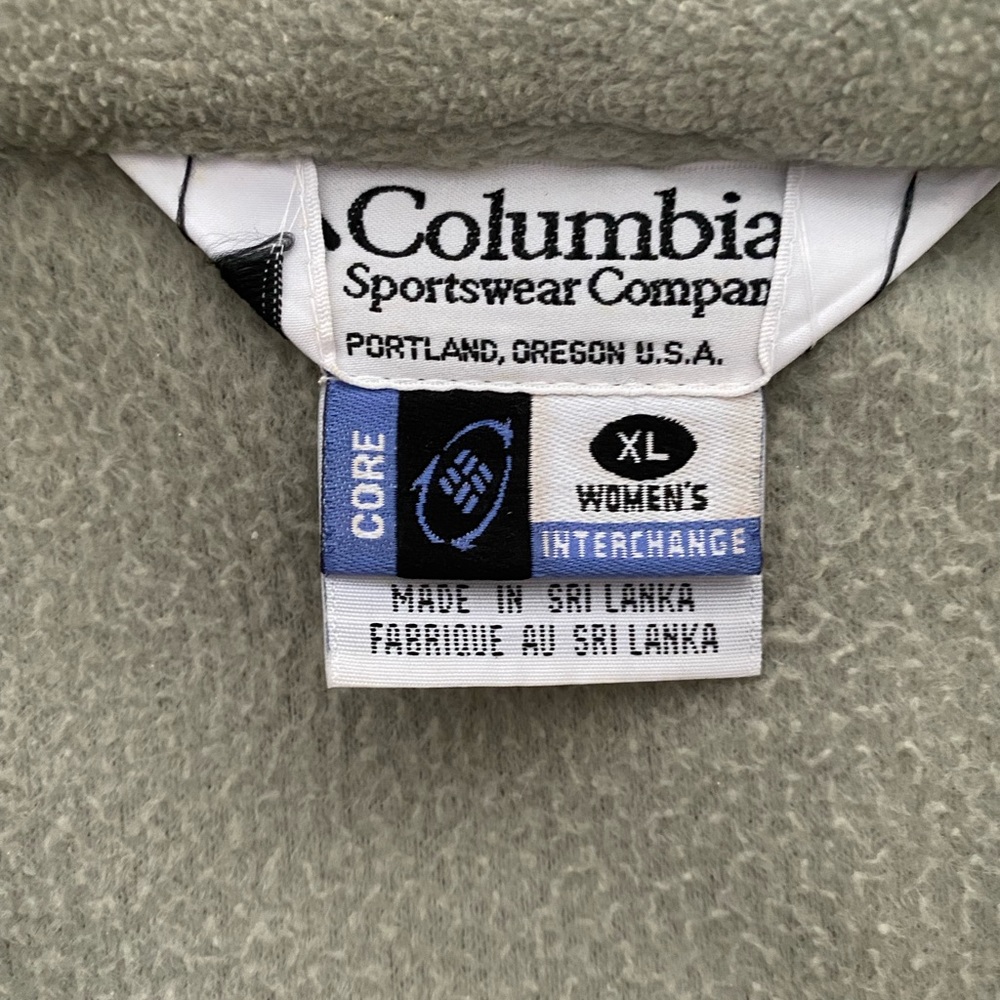 Columbia
Sportswear Compan
PORTLAND, OREGON U.S.A.
CORE
XL
WOMEN'S
INTERCHANGE
MADE IN SRI LANKA
FABRIQUE AU SRI LANKA